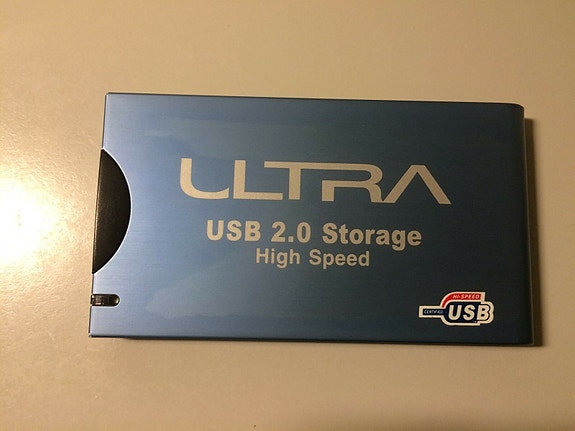 ULTRA
USB 2.0 Storage
High Speed
HI-SPEED
CERTIFIED
USB